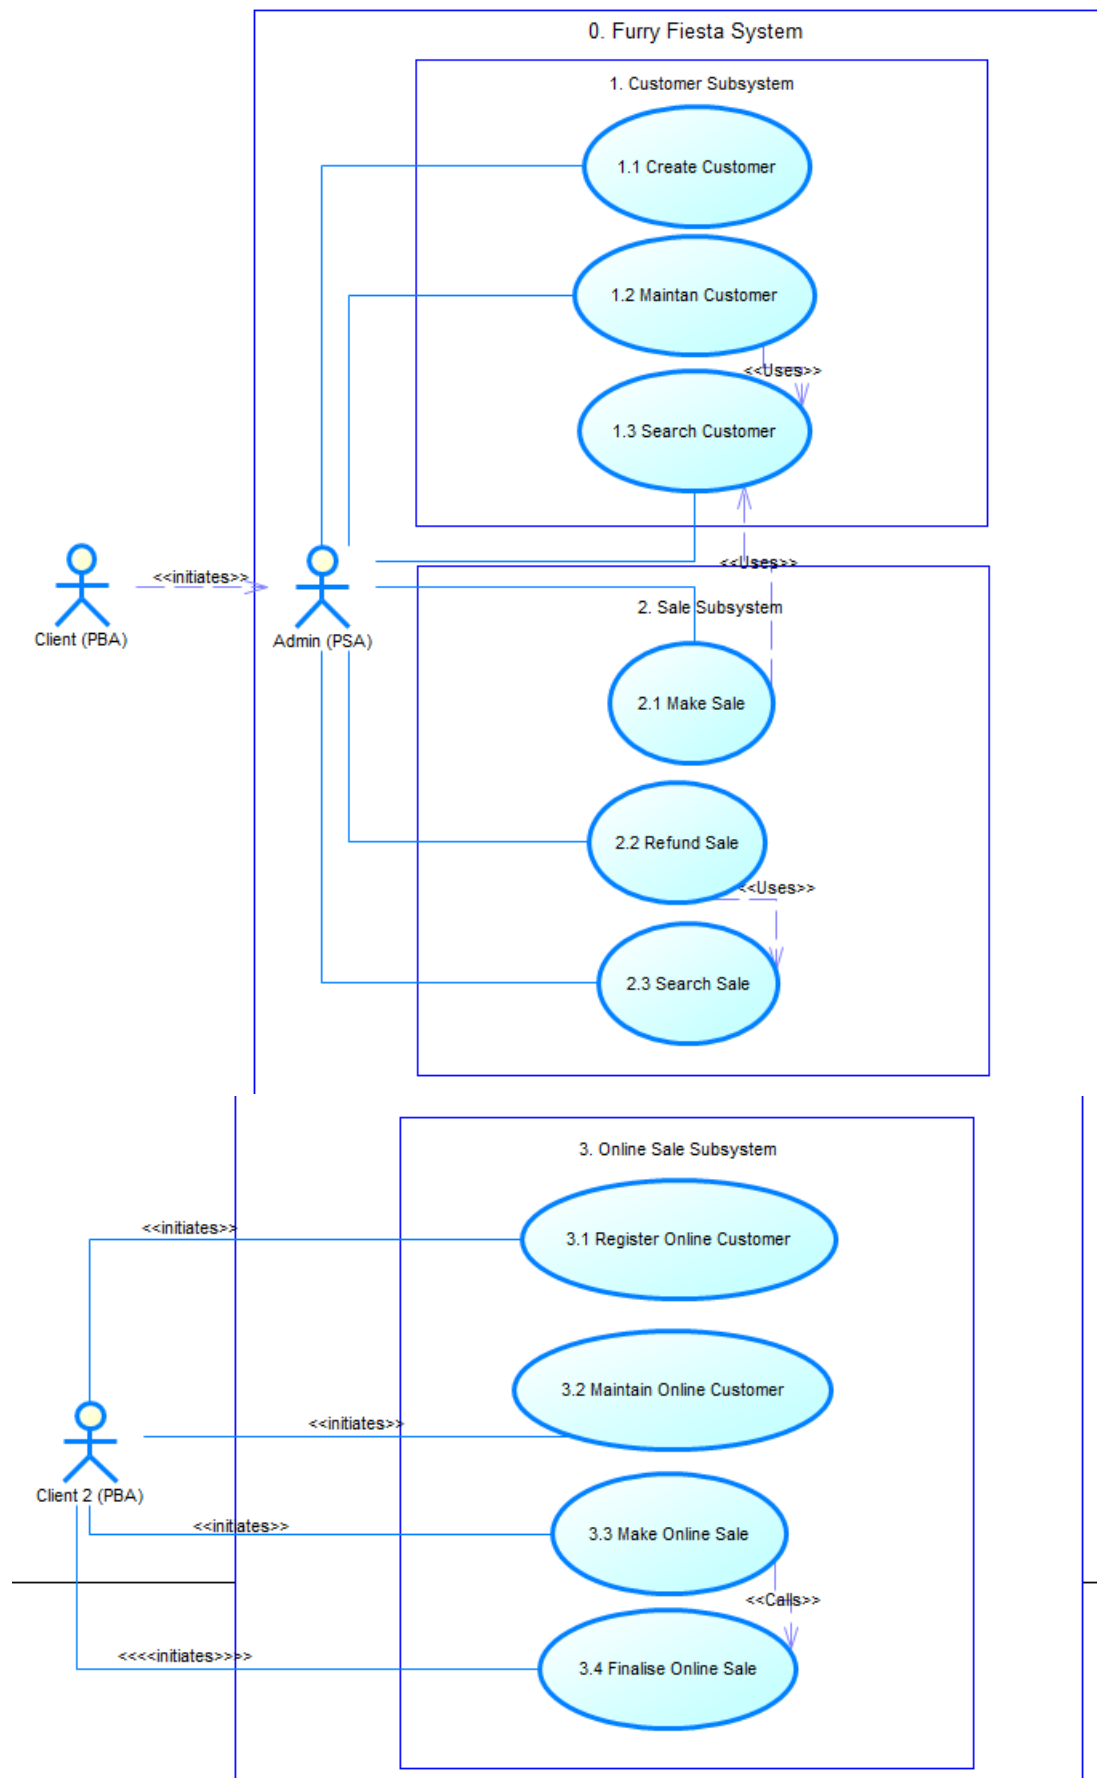 0. Furry Fiesta System
1. Customer Subsystem
1.1 Create Customer
1.2 Maintan Customer
<<Uses>>
1.3 Search Customer
<<Uses>>
<<initiates>>
Client (PBA)
Admin (PSA)
2. Sale Subsystem
2.1 Make Sale
2.2 Refund Sale
<<Uses>>
2.3 Search Sale
3. Online Sale Subsystem
<<initiates>>
3.1 Register Online Customer
3.2 Maintain Online Customer
<<initiates>>
Client 2 (PBA)
<<initiates>>
3.3 Make Online Sale
<<Calls>>
<<<<initiates>>>>
3.4 Finalise Online Sale